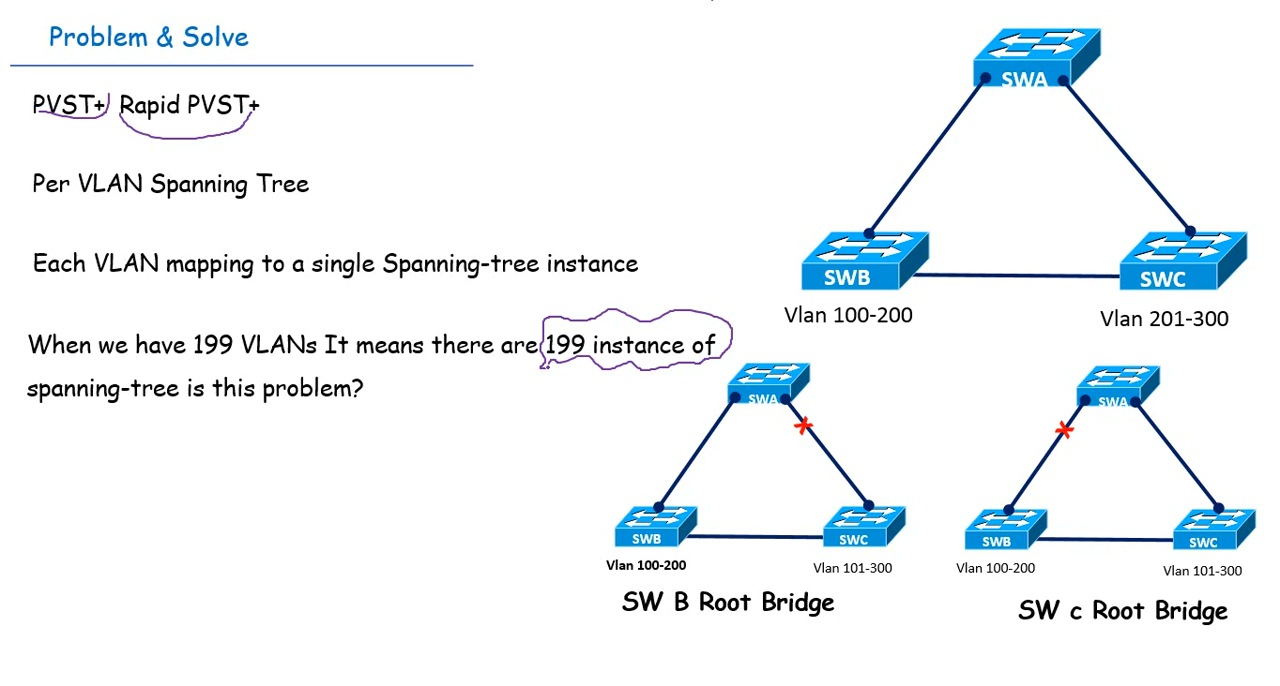 Problem & Solve
PVST+ Rapid PVST+
Per VLAN Spanning Tree
Each VLAN mapping to a single Spanning-tree instance
When we have 199 VLANs It means there are 199 instance of
spanning-tree is this problem?
SWA
SWB
SWC
Vlan 100-200
Vlan 201-300
SWA
SWB
SWC
Vlan 100-200
Vlan 101-300
SW B Root Bridge
SWA
SWB
SWC
Vlan 100-200
Vlan 101-300
SW c Root Bridge